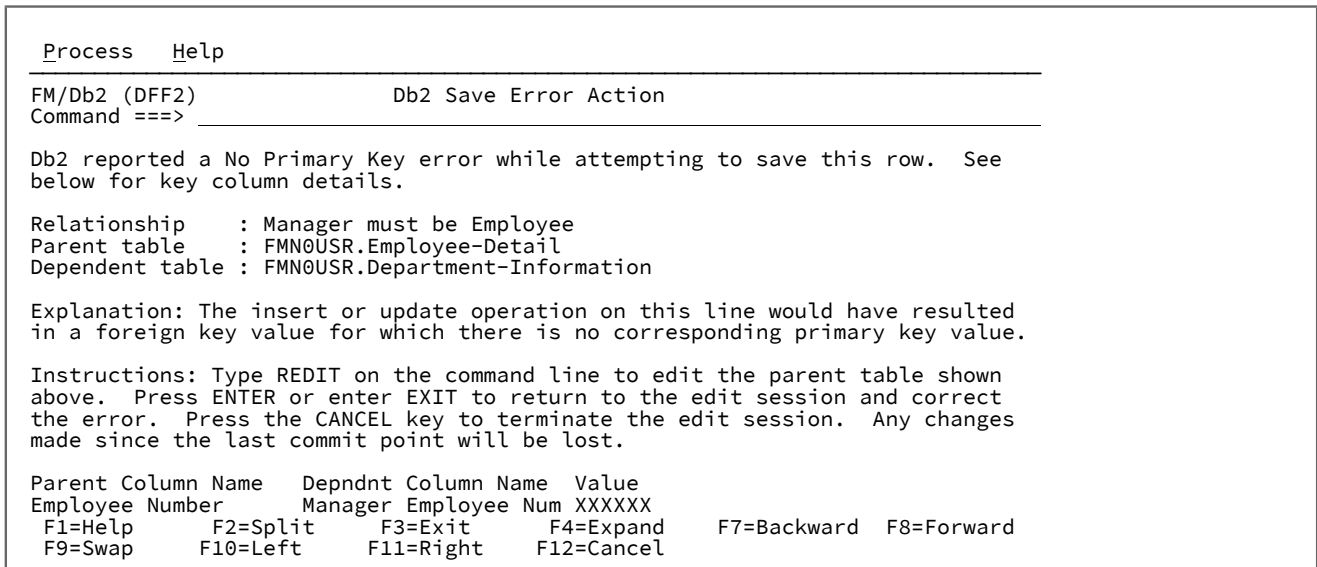 Process   Help
FM/Db2 (DFF2)               Db2 Save Error Action
Command ===>
Db2 reported a No Primary Key error while attempting to save this row.  See
below for key column details.
Relationship    : Manager must be Employee
Parent table    : FMN0USR.Employee-Detail
Dependent table : FMN0USR.Department-Information
Explanation: The insert or update operation on this line would have resulted
in a foreign key value for which there is no corresponding primary key value.
Instructions: Type REDIT on the command line to edit the parent table shown
above.  Press ENTER or enter EXIT to return to the edit session and correct
the error.  Press the CANCEL key to terminate the edit session.  Any changes
made since the last commit point will be lost.
Parent Column Name   Depndnt Column Name  Value
Employee Number      Manager Employee Num XXXXXX
F1=Help      F2=Split     F3=Exit      F4=Expand    F7=Backward  F8=Forward
F9=Swap     F10=Left     F11=Right    F12=Cancel